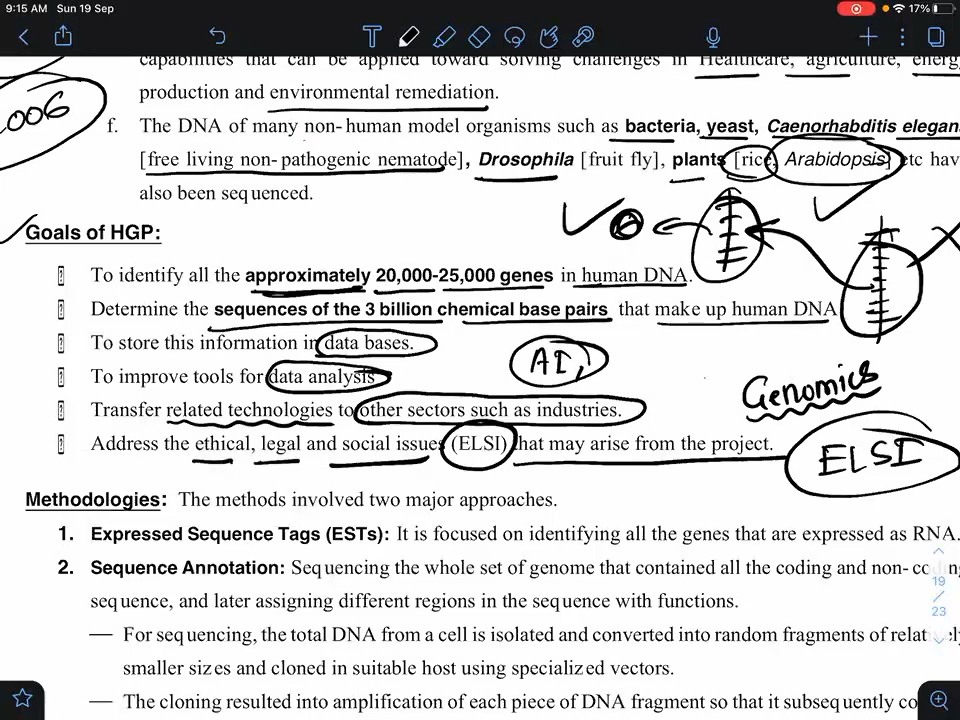 9:15 AM Sun 19 Sep
17%
capabilities that can be applied toward solving challenges in Healthcare, agriculture, energy
production and environmental remediation.
006
f. The DNA of many non-human model organisms such as bacteria, yeast, Caenorhabditis elegans
[free living non-pathogenic nematode], Drosophila [fruit fly], plants [rice, Arabidopsis] etc have
also been sequenced.
Goals of HGP:
To identify all the approximately 20,000-25,000 genes in human DNA.
Determine the sequences of the 3 billion chemical base pairs that make up human DNA
To store this information in data bases.
To improve tools for data analysis
AI,
Transfer related technologies to other sectors such as industries.
Genomics
Address the ethical, legal and social issues (ELSI) that may arise from the project.
ELSI
Methodologies: The methods involved two major approaches.
1. Expressed Sequence Tags (ESTs): It is focused on identifying all the genes that are expressed as RNA.
2. Sequence Annotation: Sequencing the whole set of genome that contained all the coding and non-coding
sequence, and later assigning different regions in the sequence with functions.
— For sequencing, the total DNA from a cell is isolated and converted into random fragments of relatively
smaller sizes and cloned in suitable host using specialized vectors.
— The cloning resulted into amplification of each piece of DNA fragment so that it subsequently co
19
/
23